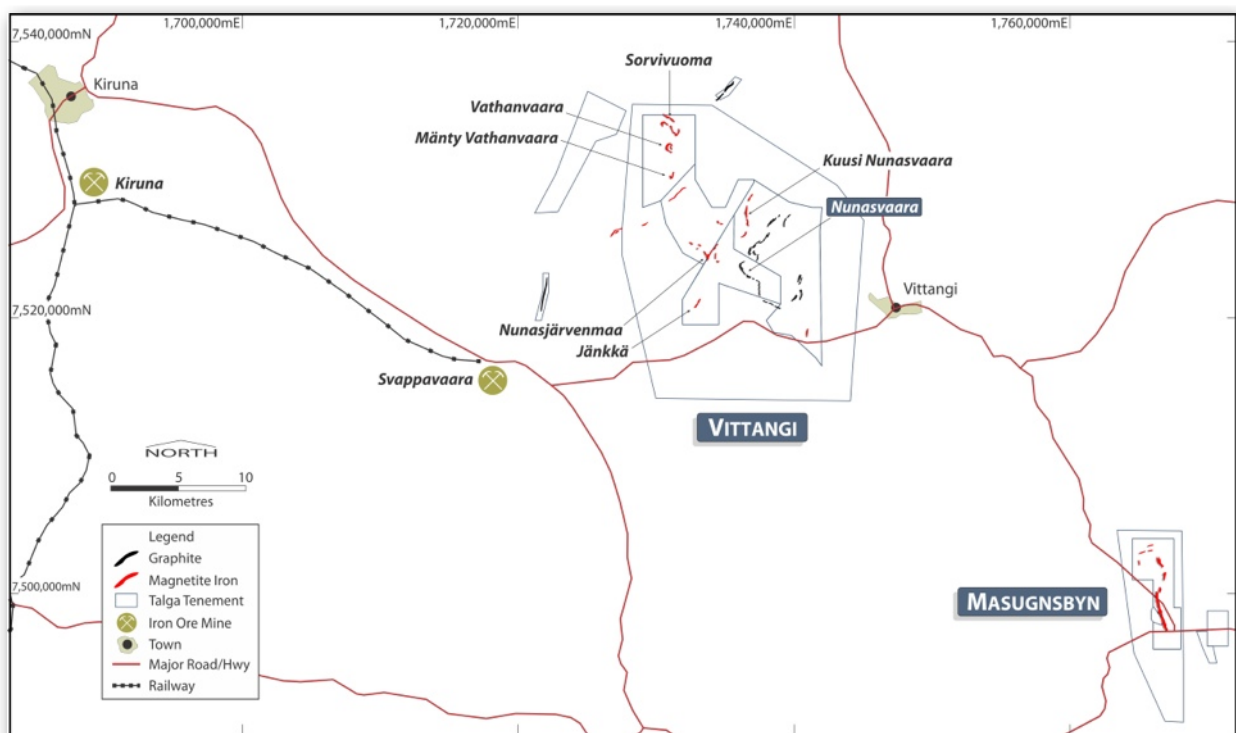 1,700,000mE
1,720,000mE
1,740,000mE
1,760,000mE
7,540,000mN
Kiruna
Sorvivuoma
Vathanvaara
Mänty Vathanvaara
Kuusi Nunasvaara
Kiruna
Nunasvaara
Vittangi
7,520,000mN
Nunasjärvenmaa
Jänkkä
Svappavaara
VITTANGI
NORTH
0 5 10
Kilometres
Legend
Graphite
Magnetite Iron
Talga Tenement
Iron Ore Mine
Town
Major Road/Hwy
Railway
7,500,000mN
MASUGNSBYN